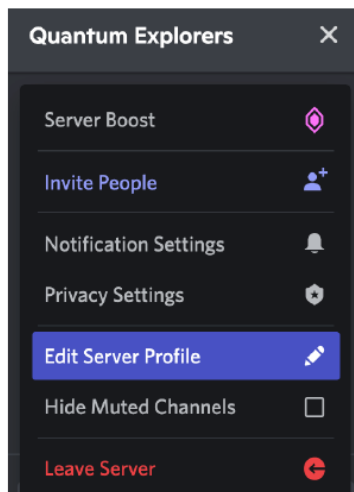 Quantum Explorers
Server Boost
Invite People
Notification Settings
Privacy Settings
Edit Server Profile
Hide Muted Channels
Leave Server